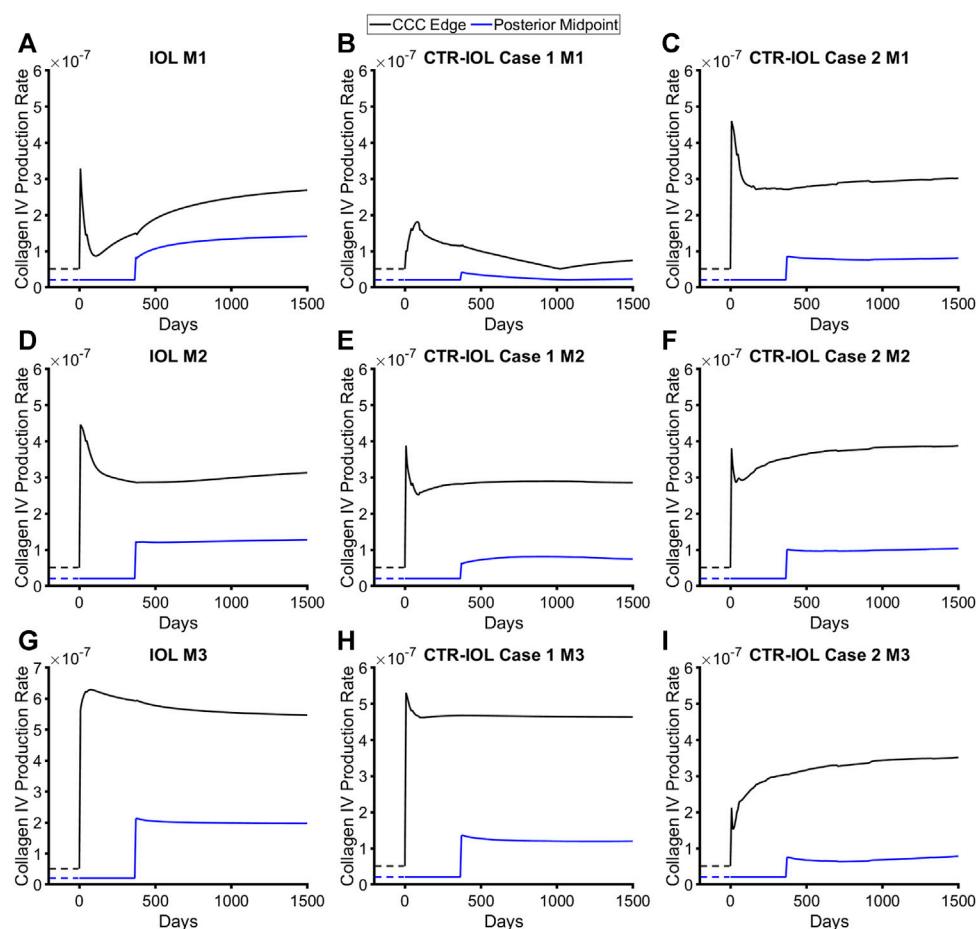 CCC Edge Posterior Midpoint
A IOL M1
×10⁻⁷
6
5
4
3
2
1
0
Collagen IV Production Rate
0 500 1000 1500
Days
B CTR-IOL Case 1 M1
×10⁻⁷
6
5
4
3
2
1
0
Collagen IV Production Rate
0 500 1000 1500
Days
C CTR-IOL Case 2 M1
×10⁻⁷
6
5
4
3
2
1
0
Collagen IV Production Rate
0 500 1000 1500
Days
D IOL M2
×10⁻⁷
6
5
4
3
2
1
0
Collagen IV Production Rate
0 500 1000 1500
Days
E CTR-IOL Case 1 M2
×10⁻⁷
6
5
4
3
2
1
0
Collagen IV Production Rate
0 500 1000 1500
Days
F CTR-IOL Case 2 M2
×10⁻⁷
6
5
4
3
2
1
0
Collagen IV Production Rate
0 500 1000 1500
Days
G IOL M3
×10⁻⁷
7
6
5
4
3
2
1
0
Collagen IV Production Rate
0 500 1000 1500
Days
H CTR-IOL Case 1 M3
×10⁻⁷
6
5
4
3
2
1
0
Collagen IV Production Rate
0 500 1000 1500
Days
I CTR-IOL Case 2 M3
×10⁻⁷
6
5
4
3
2
1
0
Collagen IV Production Rate
0 500 1000 1500
Days